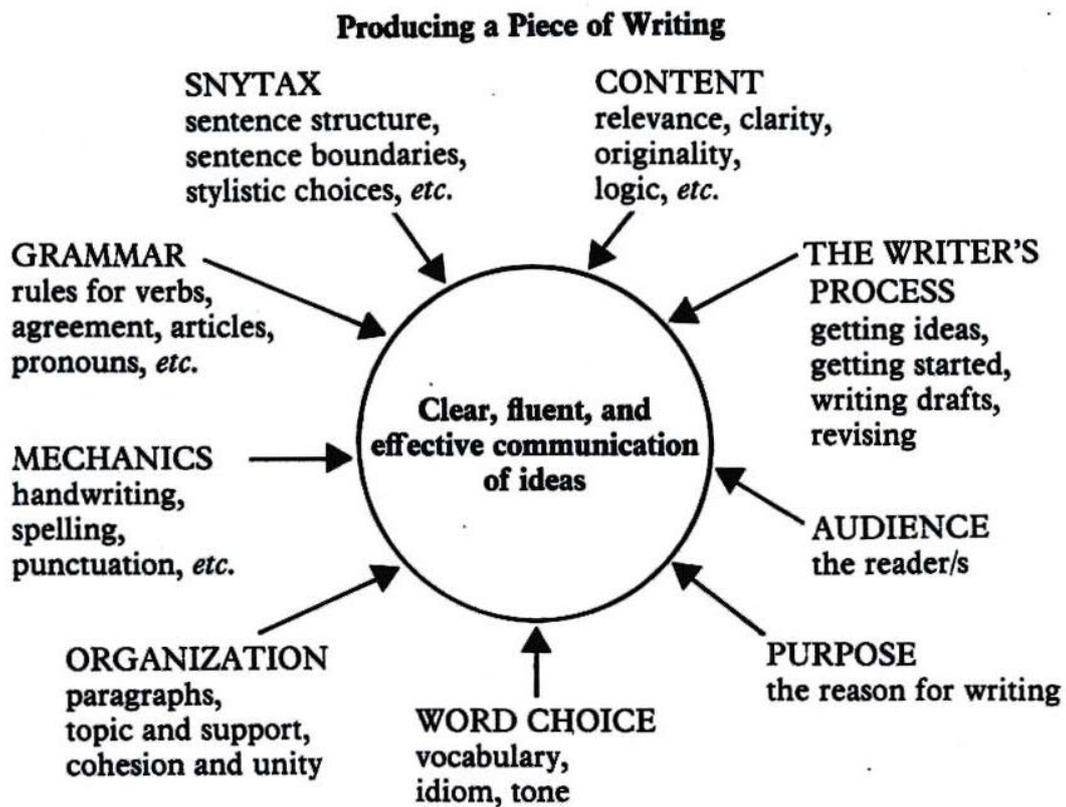 Producing a Piece of Writing
SNYTAX
sentence structure,
sentence boundaries,
stylistic choices, etc.
CONTENT
relevance, clarity,
originality,
logic, etc.
THE WRITER'S
PROCESS
getting ideas,
getting started,
writing drafts,
revising
AUDIENCE
the reader/s
PURPOSE
the reason for writing
WORD CHOICE
vocabulary,
idiom, tone
ORGANIZATION
paragraphs,
topic and support,
cohesion and unity
MECHANICS
handwriting,
spelling,
punctuation, etc.
GRAMMAR
rules for verbs,
agreement, articles,
pronouns, etc.
Clear, fluent, and
effective communication
of ideas